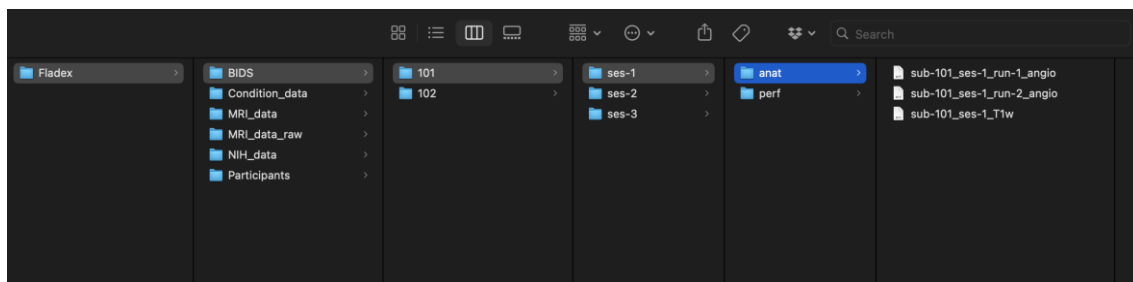 Search
Fladex
BIDS
Condition_data
MRI_data
MRI_data_raw
NIH_data
Participants
101
102
ses-1
ses-2
ses-3
anat
perf
sub-101_ses-1_run-1_angio
sub-101_ses-1_run-2_angio
sub-101_ses-1_T1w